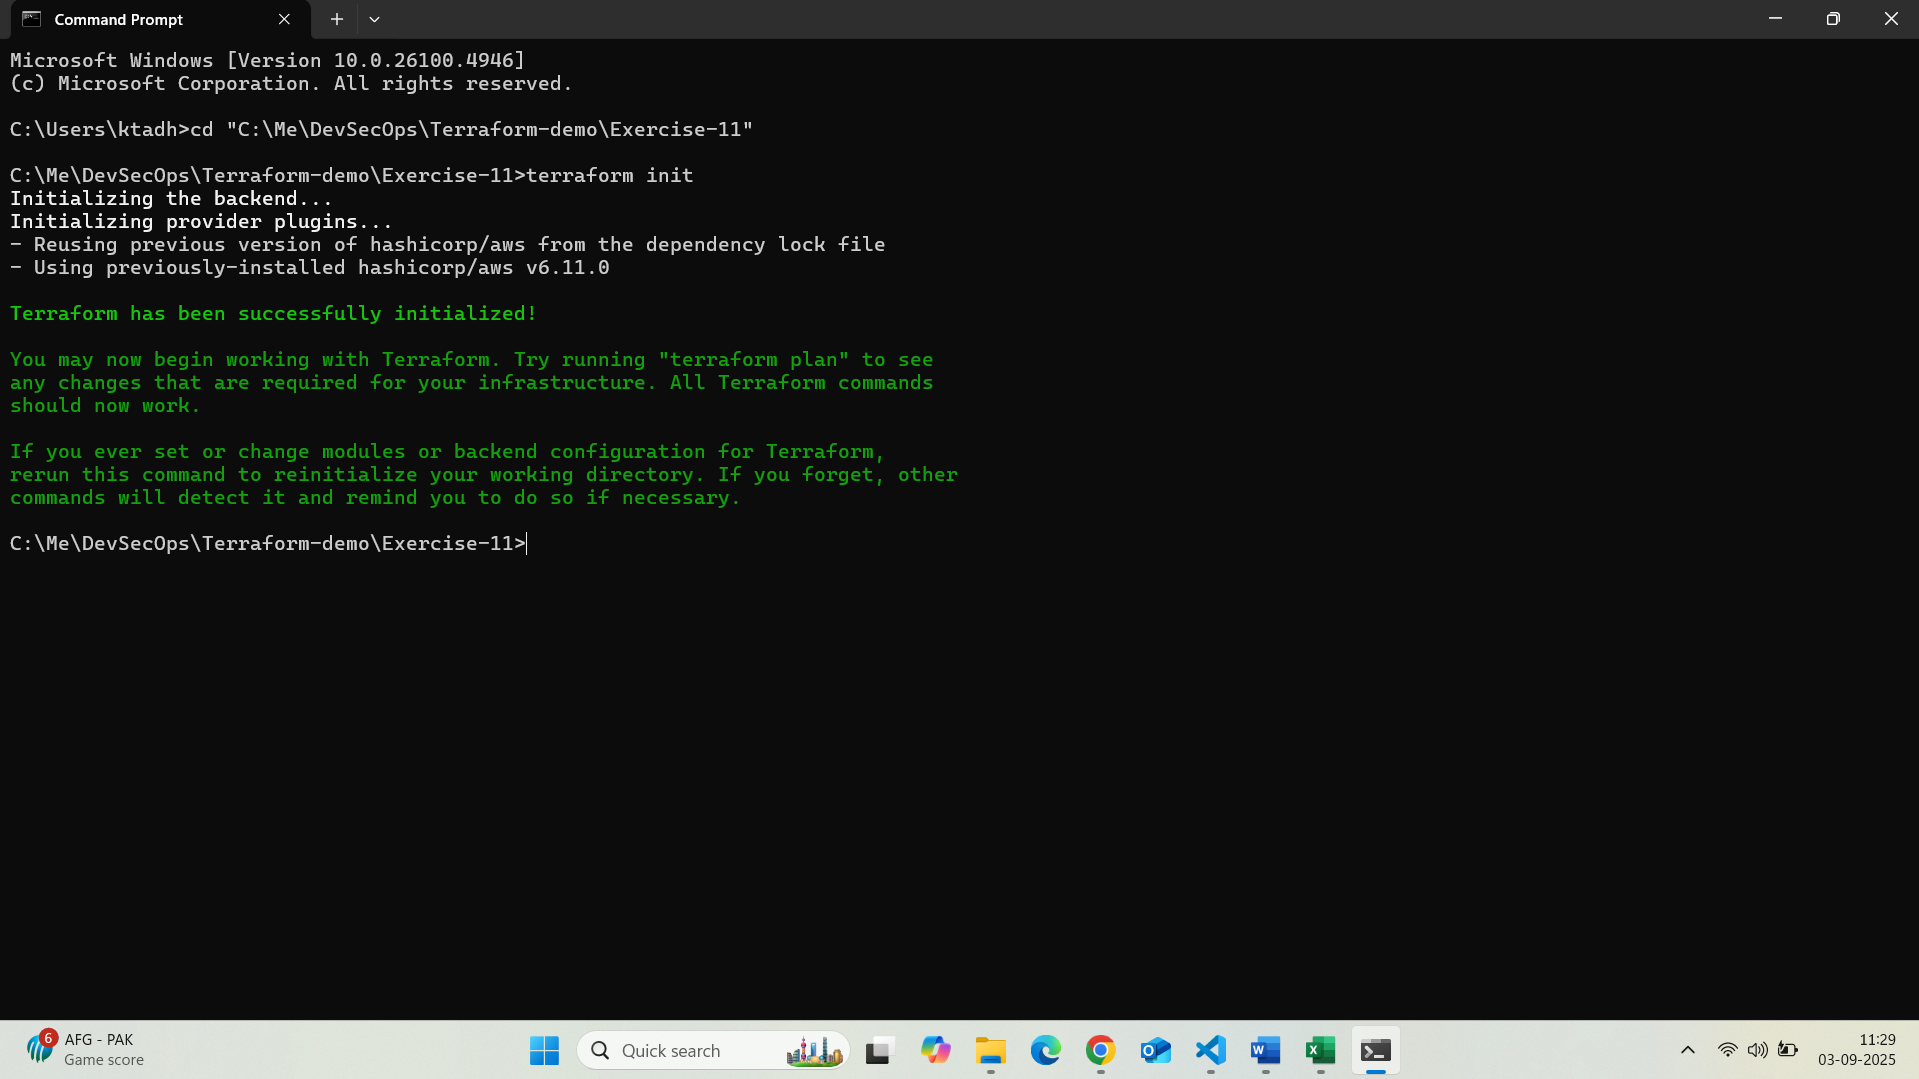 Command Prompt
Microsoft Windows [Version 10.0.26100.4946]
(c) Microsoft Corporation. All rights reserved.
C:\Users\ktadh>cd "C:\Me\DevSecOps\Terraform-demo\Exercise-11"
C:\Me\DevSecOps\Terraform-demo\Exercise-11>terraform init
Initializing the backend...
Initializing provider plugins...
- Reusing previous version of hashicorp/aws from the dependency lock file
- Using previously-installed hashicorp/aws v6.11.0
Terraform has been successfully initialized!
You may now begin working with Terraform. Try running "terraform plan" to see
any changes that are required for your infrastructure. All Terraform commands
should now work.
If you ever set or change modules or backend configuration for Terraform,
rerun this command to reinitialize your working directory. If you forget, other
commands will detect it and remind you to do so if necessary.
C:\Me\DevSecOps\Terraform-demo\Exercise-11>
6
AFG - PAK
Game score
Quick search
11:29
03-09-2025